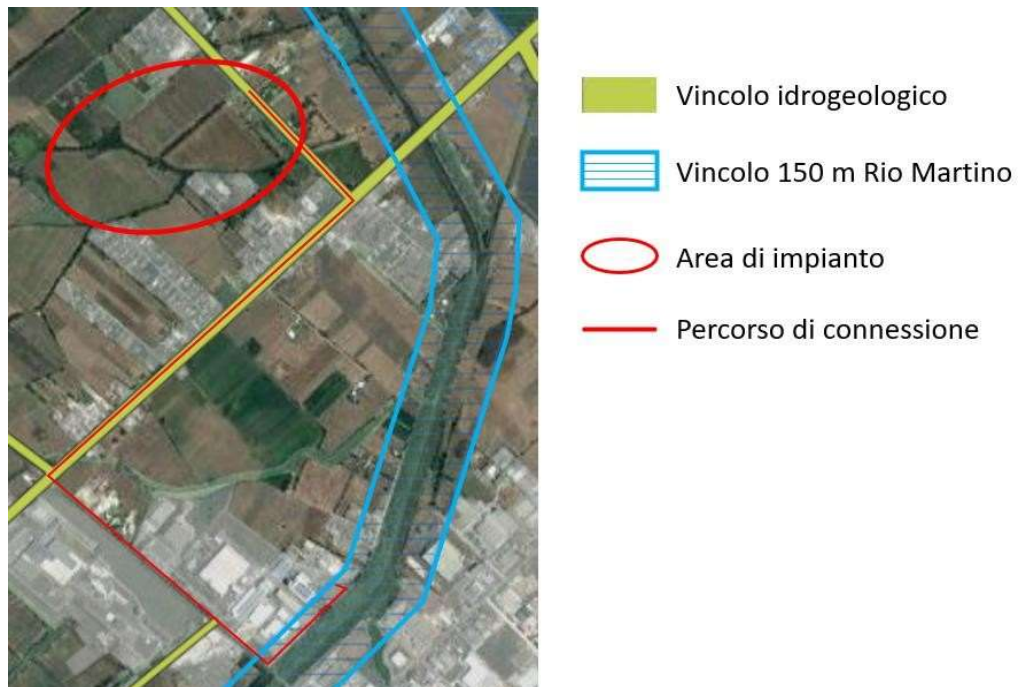 Vincolo idrogeologico
Vincolo 150 m Rio Martino
Area di impianto
Percorso di connessione